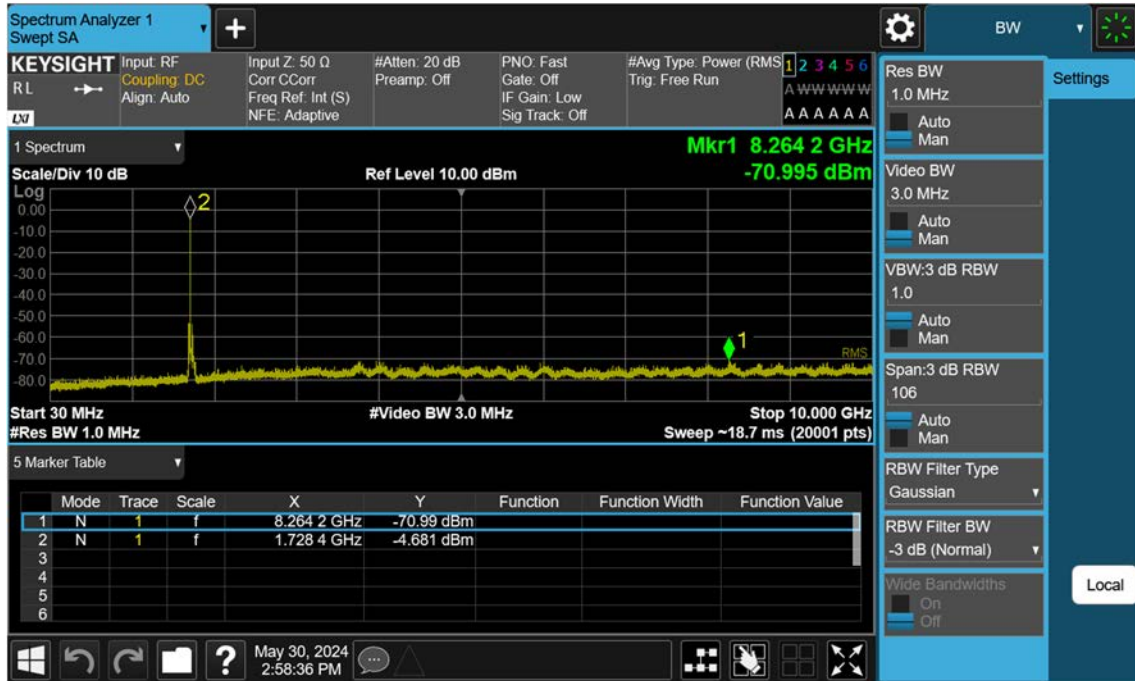 Spectrum Analyzer 1
Swept SA
+
BW
KEYSIGHT
R L
LXI
Input: RF
Coupling: DC
Align: Auto
Input Z: 50 Ω
Corr CCorr
Freq Ref: Int (S)
NFE: Adaptive
#Atten: 20 dB
Preamp: Off
PNO: Fast
Gate: Off
IF Gain: Low
Sig Track: Off
#Avg Type: Power (RMS
Trig: Free Run
1 2 3 4 5 6
A W W W W W
A A A A A A
1 Spectrum
Mkr1 8.264 2 GHz
Scale/Div 10 dB
Ref Level 10.00 dBm
-70.995 dBm
Log
0.00
-10.0
-20.0
-30.0
-40.0
-50.0
-60.0
-70.0
-80.0
2
1
RMS
Start 30 MHz
#Video BW 3.0 MHz
Stop 10.000 GHz
#Res BW 1.0 MHz
Sweep ~18.7 ms (20001 pts)
5 Marker Table
Mode Trace Scale X Y Function Function Width Function Value
1 N 1 f 8.264 2 GHz -70.99 dBm
2 N 1 f 1.728 4 GHz -4.681 dBm
3
4
5
6
Res BW
1.0 MHz
Auto
Man
Video BW
3.0 MHz
Auto
Man
VBW:3 dB RBW
1.0
Auto
Man
Span:3 dB RBW
106
Auto
Man
RBW Filter Type
Gaussian
RBW Filter BW
-3 dB (Normal)
Wide Bandwidths
On
Off
Settings
Local
?
May 30, 2024
2:58:36 PM